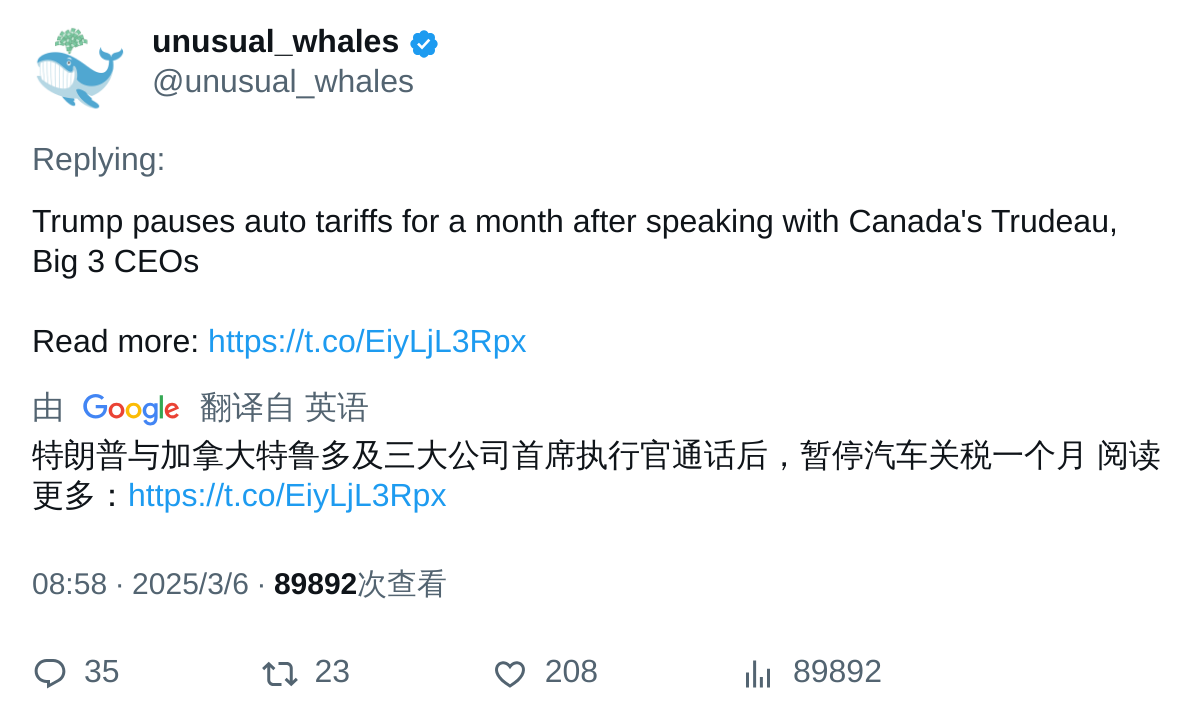 unusual_whales
@unusual_whales
Replying:
Trump pauses auto tariffs for a month after speaking with Canada's Trudeau,
Big 3 CEOs
Read more: https://t.co/EiyLjL3Rpx
由 Google 翻译自 英语
特朗普与加拿大特鲁多及三大公司首席执行官通话后，暂停汽车关税一个月 阅读
更多：https://t.co/EiyLjL3Rpx
08:58 · 2025/3/6 · 89892次查看
35 23 208 89892